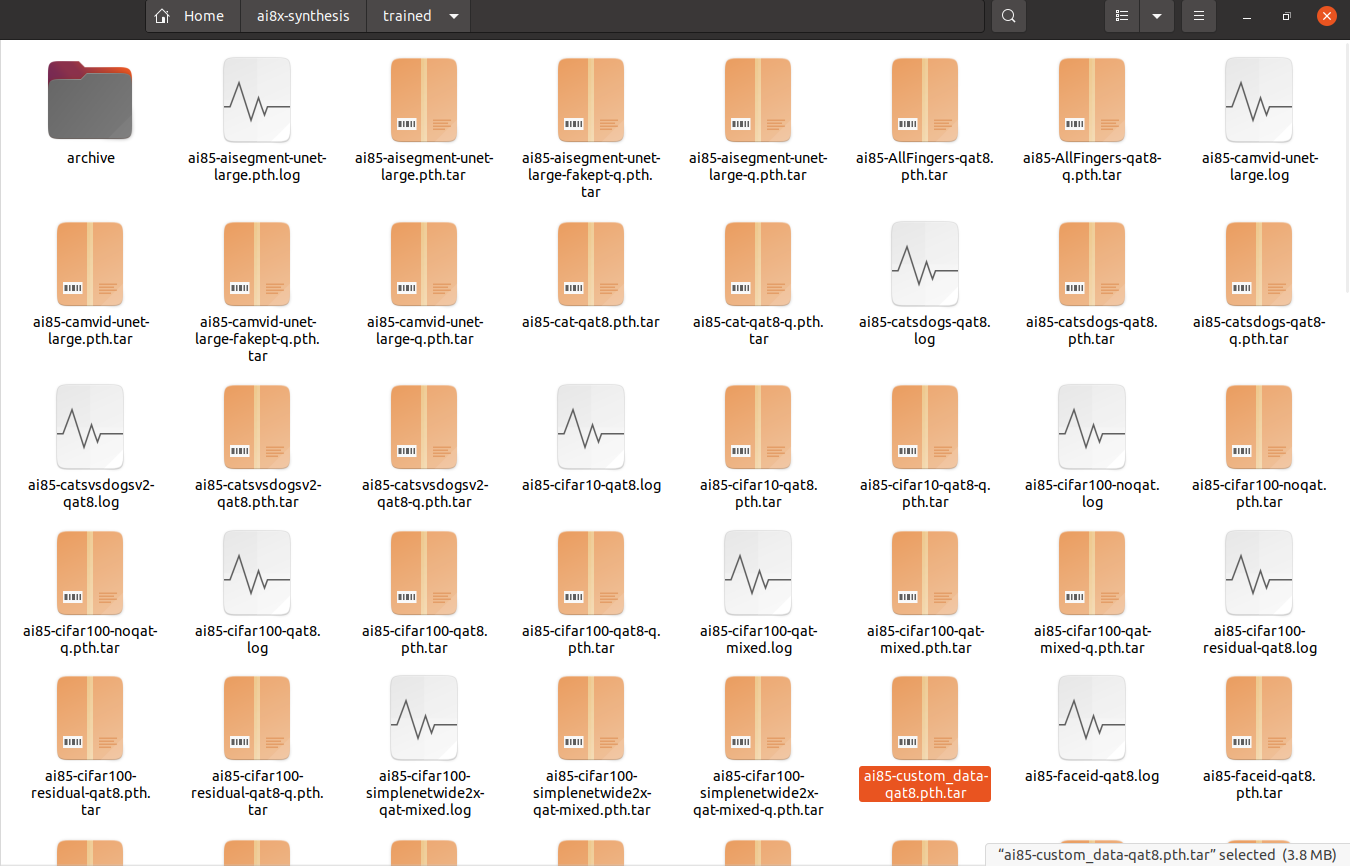 Home ai8x-synthesis trained
archive
ai85-aisegment-unet-
large.pth.log
ai85-aisegment-unet-
large.pth.tar
ai85-aisegment-unet-
large-fakept-q.pth.
tar
ai85-aisegment-unet-
large-q.pth.tar
ai85-AllFingers-qat8.
pth.tar
ai85-AllFingers-qat8-
q.pth.tar
ai85-camvid-unet-
large.log
ai85-camvid-unet-
large.pth.tar
ai85-camvid-unet-
large-fakept-q.pth.
tar
ai85-camvid-unet-
large-q.pth.tar
ai85-cat-qat8.pth.tar
ai85-cat-qat8-q.pth.
tar
ai85-catsdogs-qat8.
log
ai85-catsdogs-qat8.
pth.tar
ai85-catsdogs-qat8-
q.pth.tar
ai85-catsvsdogsv2-
qat8.log
ai85-catsvsdogsv2-
qat8.pth.tar
ai85-catsvsdogsv2-
qat8-q.pth.tar
ai85-cifar10-qat8.log
ai85-cifar10-qat8.
pth.tar
ai85-cifar10-qat8-q.
pth.tar
ai85-cifar100-noqat.
log
ai85-cifar100-noqat.
pth.tar
ai85-cifar100-noqat-
q.pth.tar
ai85-cifar100-qat8.
log
ai85-cifar100-qat8.
pth.tar
ai85-cifar100-qat8-q.
pth.tar
ai85-cifar100-qat-
mixed.log
ai85-cifar100-qat-
mixed.pth.tar
ai85-cifar100-qat-
mixed-q.pth.tar
ai85-cifar100-
residual-qat8.log
ai85-cifar100-
residual-qat8.pth.
tar
ai85-cifar100-
residual-qat8-q.pth.
tar
ai85-cifar100-
simplenetwide2x-
qat-mixed.log
ai85-cifar100-
simplenetwide2x-
qat-mixed.pth.tar
ai85-cifar100-
simplenetwide2x-
qat-mixed-q.pth.tar
ai85-custom_data-
qat8.pth.tar
ai85-faceid-qat8.log
ai85-faceid-qat8.
pth.tar
“ai85-custom_data-qat8.pth.tar” selected (3.8 MB)